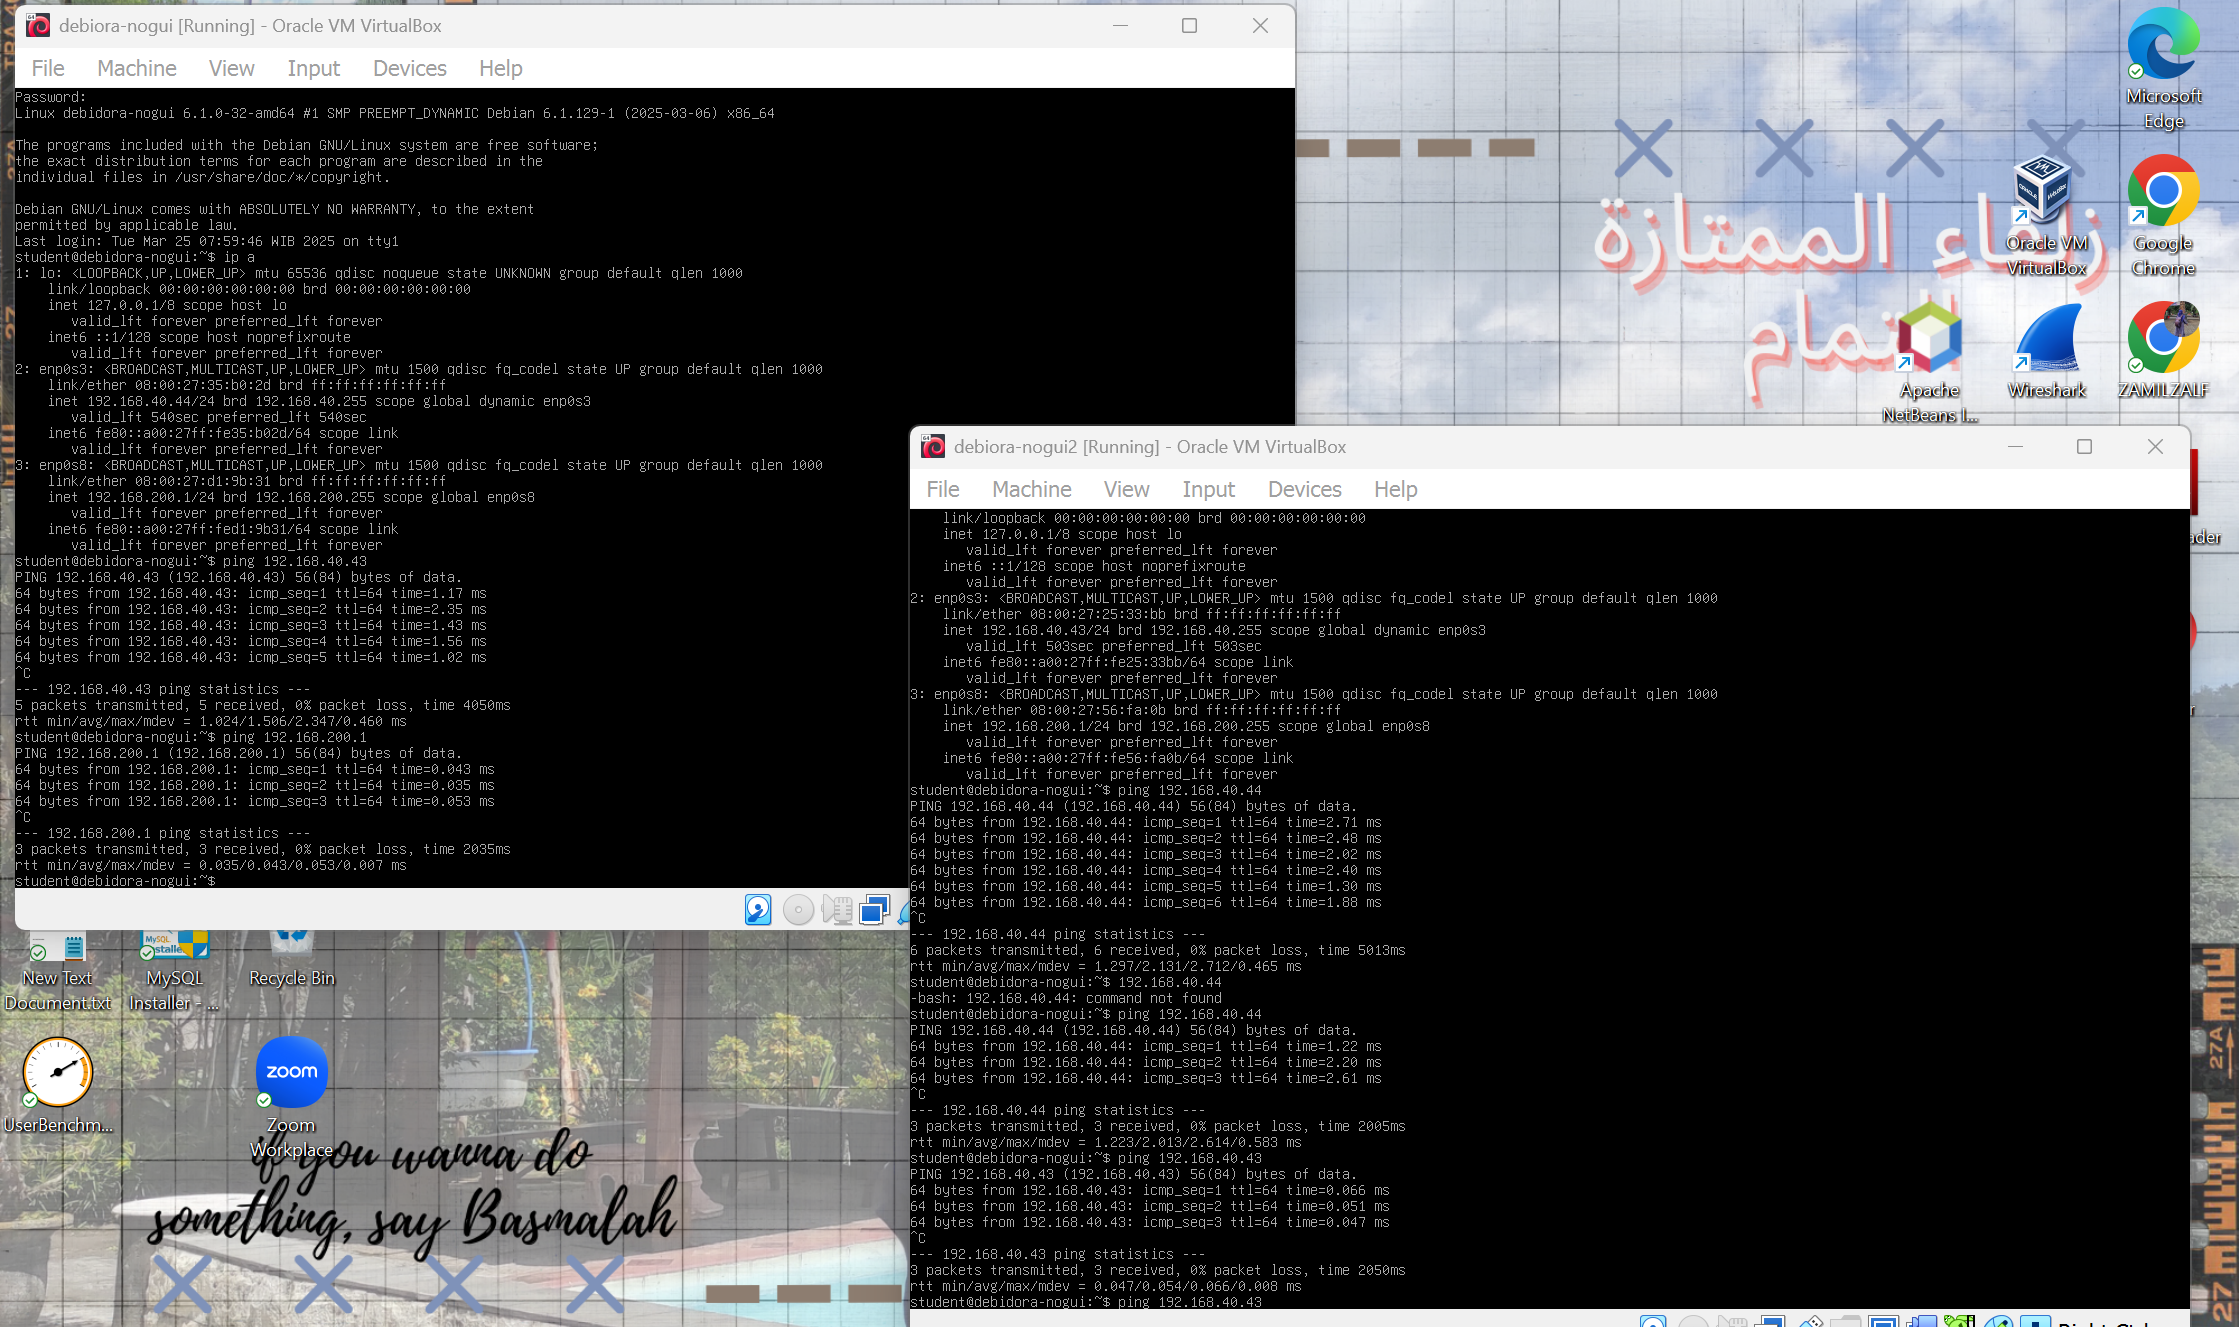 debiora-nogui [Running] - Oracle VM VirtualBox
File Machine View Input Devices Help
Password:
Linux debidora-nogui 6.1.0-32-amd64 #1 SMP PREEMPT_DYNAMIC Debian 6.1.129-1 (2025-03-06) x86_64
The programs included with the Debian GNU/Linux system are free software;
the exact distribution terms for each program are described in the
individual files in /usr/share/doc/*/copyright.
Debian GNU/Linux comes with ABSOLUTELY NO WARRANTY, to the extent
permitted by applicable law.
Last login: Tue Mar 25 07:59:46 WIB 2025 on tty1
student@debidora-nogui:~$ ip a
1: lo: <LOOPBACK,UP,LOWER_UP> mtu 65536 qdisc noqueue state UNKNOWN group default qlen 1000
link/loopback 00:00:00:00:00:00 brd 00:00:00:00:00:00
inet 127.0.0.1/8 scope host lo
valid_lft forever preferred_lft forever
inet6 ::1/128 scope host noprefixroute
valid_lft forever preferred_lft forever
2: enp0s3: <BROADCAST,MULTICAST,UP,LOWER_UP> mtu 1500 qdisc fq_codel state UP group default qlen 1000
link/ether 08:00:27:35:b0:2d brd ff:ff:ff:ff:ff:ff
inet 192.168.40.44/24 brd 192.168.40.255 scope global dynamic enp0s3
valid_lft 540sec preferred_lft 540sec
inet6 fe80::a00:27ff:fe35:b02d/64 scope link
valid_lft forever preferred_lft forever
3: enp0s8: <BROADCAST,MULTICAST,UP,LOWER_UP> mtu 1500 qdisc fq_codel state UP group default qlen 1000
link/ether 08:00:27:d1:9b:31 brd ff:ff:ff:ff:ff:ff
inet 192.168.200.1/24 brd 192.168.200.255 scope global enp0s8
valid_lft forever preferred_lft forever
inet6 fe80::a00:27ff:fed1:9b31/64 scope link
valid_lft forever preferred_lft forever
student@debidora-nogui:~$ ping 192.168.40.43
PING 192.168.40.43 (192.168.40.43) 56(84) bytes of data.
64 bytes from 192.168.40.43: icmp_seq=1 ttl=64 time=1.17 ms
64 bytes from 192.168.40.43: icmp_seq=2 ttl=64 time=2.35 ms
64 bytes from 192.168.40.43: icmp_seq=3 ttl=64 time=1.43 ms
64 bytes from 192.168.40.43: icmp_seq=4 ttl=64 time=1.56 ms
64 bytes from 192.168.40.43: icmp_seq=5 ttl=64 time=1.02 ms
^C
--- 192.168.40.43 ping statistics ---
5 packets transmitted, 5 received, 0% packet loss, time 4050ms
rtt min/avg/max/mdev = 1.024/1.506/2.347/0.460 ms
student@debidora-nogui:~$ ping 192.168.200.1
PING 192.168.200.1 (192.168.200.1) 56(84) bytes of data.
64 bytes from 192.168.200.1: icmp_seq=1 ttl=64 time=0.043 ms
64 bytes from 192.168.200.1: icmp_seq=2 ttl=64 time=0.035 ms
64 bytes from 192.168.200.1: icmp_seq=3 ttl=64 time=0.053 ms
^C
--- 192.168.200.1 ping statistics ---
3 packets transmitted, 3 received, 0% packet loss, time 2035ms
rtt min/avg/max/mdev = 0.035/0.043/0.053/0.007 ms
student@debidora-nogui:~$
debiora-nogui2 [Running] - Oracle VM VirtualBox
File Machine View Input Devices Help
link/loopback 00:00:00:00:00:00 brd 00:00:00:00:00:00
inet 127.0.0.1/8 scope host lo
valid_lft forever preferred_lft forever
inet6 ::1/128 scope host noprefixroute
valid_lft forever preferred_lft forever
2: enp0s3: <BROADCAST,MULTICAST,UP,LOWER_UP> mtu 1500 qdisc fq_codel state UP group default qlen 1000
link/ether 08:00:27:25:33:bb brd ff:ff:ff:ff:ff:ff
inet 192.168.40.43/24 brd 192.168.40.255 scope global dynamic enp0s3
valid_lft 503sec preferred_lft 503sec
inet6 fe80::a00:27ff:fe25:33bb/64 scope link
3: enp0s8: <BROADCAST,MULTICAST,UP,LOWER_UP> mtu 1500 qdisc fq_codel state UP group default qlen 1000
link/ether 08:00:27:56:fa:0b brd ff:ff:ff:ff:ff:ff
inet 192.168.200.1/24 brd 192.168.200.255 scope global enp0s8
valid_lft forever preferred_lft forever
inet6 fe80::a00:27ff:fe56:fa0b/64 scope link
valid_lft forever preferred_lft forever
student@debidora-nogui:~$ ping 192.168.40.44
PING 192.168.40.44 (192.168.40.44) 56(84) bytes of data.
64 bytes from 192.168.40.44: icmp_seq=1 ttl=64 time=2.71 ms
64 bytes from 192.168.40.44: icmp_seq=2 ttl=64 time=2.48 ms
64 bytes from 192.168.40.44: icmp_seq=3 ttl=64 time=2.02 ms
64 bytes from 192.168.40.44: icmp_seq=4 ttl=64 time=2.40 ms
64 bytes from 192.168.40.44: icmp_seq=5 ttl=64 time=1.30 ms
64 bytes from 192.168.40.44: icmp_seq=6 ttl=64 time=1.88 ms
^C
--- 192.168.40.44 ping statistics ---
6 packets transmitted, 6 received, 0% packet loss, time 5013ms
rtt min/avg/max/mdev = 1.297/2.131/2.712/0.465 ms
student@debidora-nogui:~$ 192.168.40.44
-bash: 192.168.40.44: command not found
student@debidora-nogui:~$ ping 192.168.40.44
PING 192.168.40.44 (192.168.40.44) 56(84) bytes of data.
64 bytes from 192.168.40.44: icmp_seq=1 ttl=64 time=1.22 ms
64 bytes from 192.168.40.44: icmp_seq=2 ttl=64 time=2.20 ms
64 bytes from 192.168.40.44: icmp_seq=3 ttl=64 time=2.61 ms
^C
--- 192.168.40.44 ping statistics ---
3 packets transmitted, 3 received, 0% packet loss, time 2005ms
rtt min/avg/max/mdev = 1.223/2.013/2.614/0.583 ms
student@debidora-nogui:~$ ping 192.168.40.43
PING 192.168.40.43 (192.168.40.43) 56(84) bytes of data.
64 bytes from 192.168.40.43: icmp_seq=1 ttl=64 time=0.066 ms
64 bytes from 192.168.40.43: icmp_seq=2 ttl=64 time=0.051 ms
64 bytes from 192.168.40.43: icmp_seq=3 ttl=64 time=0.047 ms
^C
--- 192.168.40.43 ping statistics ---
3 packets transmitted, 3 received, 0% packet loss, time 2050ms
rtt min/avg/max/mdev = 0.047/0.054/0.066/0.008 ms
student@debidora-nogui:~$ ping 192.168.40.43
Microsoft
Edge
زفاء الممتازة
Oracle VM
VirtualBox
Google
Chrome
Apache
NetBeans I...
Wireshark
ZAMILZALF
New Text
Document.txt
MySQL
Installer - ...
Recycle Bin
UserBenchm...
zoom
Zoom
Workplace
if you wanna do
something, say Basmalah
27
27A
27